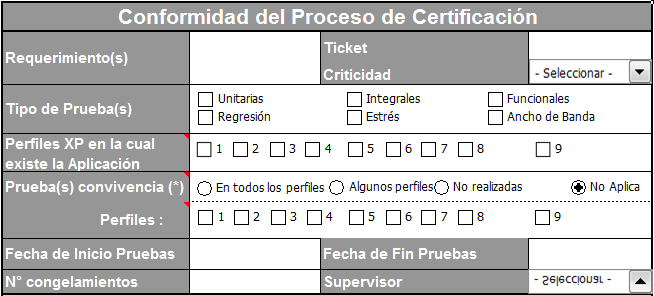 Conformidad del Proceso de Certificación
Requerimiento(s)
Ticket
Criticidad
- Seleccionar -
Tipo de Prueba(s)
Unitarias Integrales Funcionales
Regresión Estrés Ancho de Banda
Perfiles XP en la cual
existe la Aplicación
1 2 3 4 5 6 7 8 9
Prueba(s) convivencia (*)
En todos los perfiles Algunos perfiles No realizadas No Aplica
Perfiles : 1 2 3 4 5 6 7 8 9
Fecha de Inicio Pruebas Fecha de Fin Pruebas
N° congelamientos Supervisor - Seleccionar -